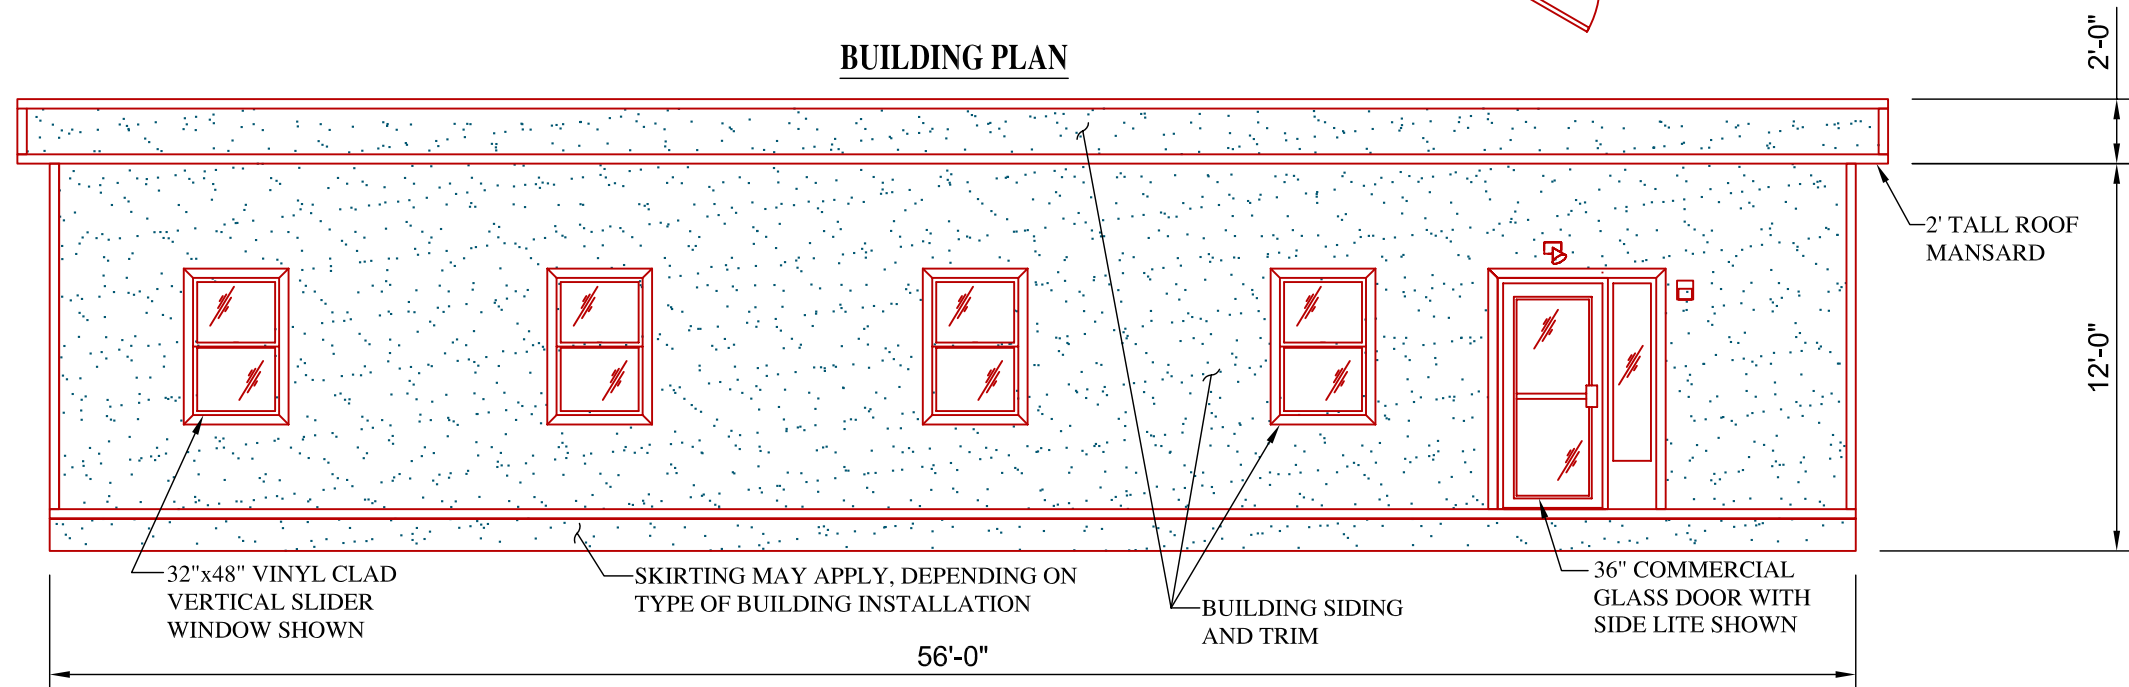 BUILDING PLAN
2'-0"
2' TALL ROOF
MANSARD
12'-0"
32"x48" VINYL CLAD
VERTICAL SLIDER
WINDOW SHOWN
SKIRTING MAY APPLY, DEPENDING ON
TYPE OF BUILDING INSTALLATION
BUILDING SIDING
AND TRIM
36" COMMERCIAL
GLASS DOOR WITH
SIDE LITE SHOWN
56'-0"